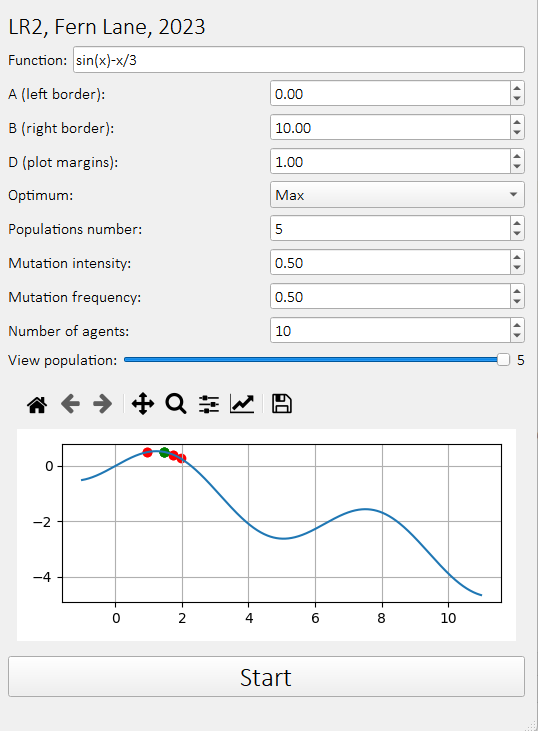 LR2, Fern Lane, 2023
Function: sin(x)-x/3
A (left border): 0.00
B (right border): 10.00
D (plot margins): 1.00
Optimum: Max
Populations number: 5
Mutation intensity: 0.50
Mutation frequency: 0.50
Number of agents: 10
View population: 5
0
−2
−4
0 2 4 6 8 10
Start